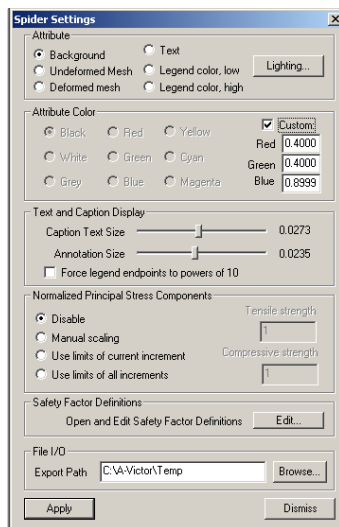 Spider Settings
Attribute
Background
Text
Undeformed Mesh
Legend color, low
Lighting...
Deformed mesh
Legend color, high
Attribute Color
Custom:
Black
Red
Yellow
Red 0.4000
White
Green
Cyan
Green 0.4000
Grey
Blue
Magenta
Blue 0.8999
Text and Caption Display
Caption Text Size 0.0273
Annotation Size 0.0235
Force legend endpoints to powers of 10
Normalized Principal Stress Components
Disable
Tensile strength
Manual scaling
1
Use limits of current increment
Compressive strength
Use limits of all increments
1
Safety Factor Definitions
Open and Edit Safety Factor Definitions Edit...
File I/O
Export Path C:\A-Victor\Temp Browse...
Apply Dismiss